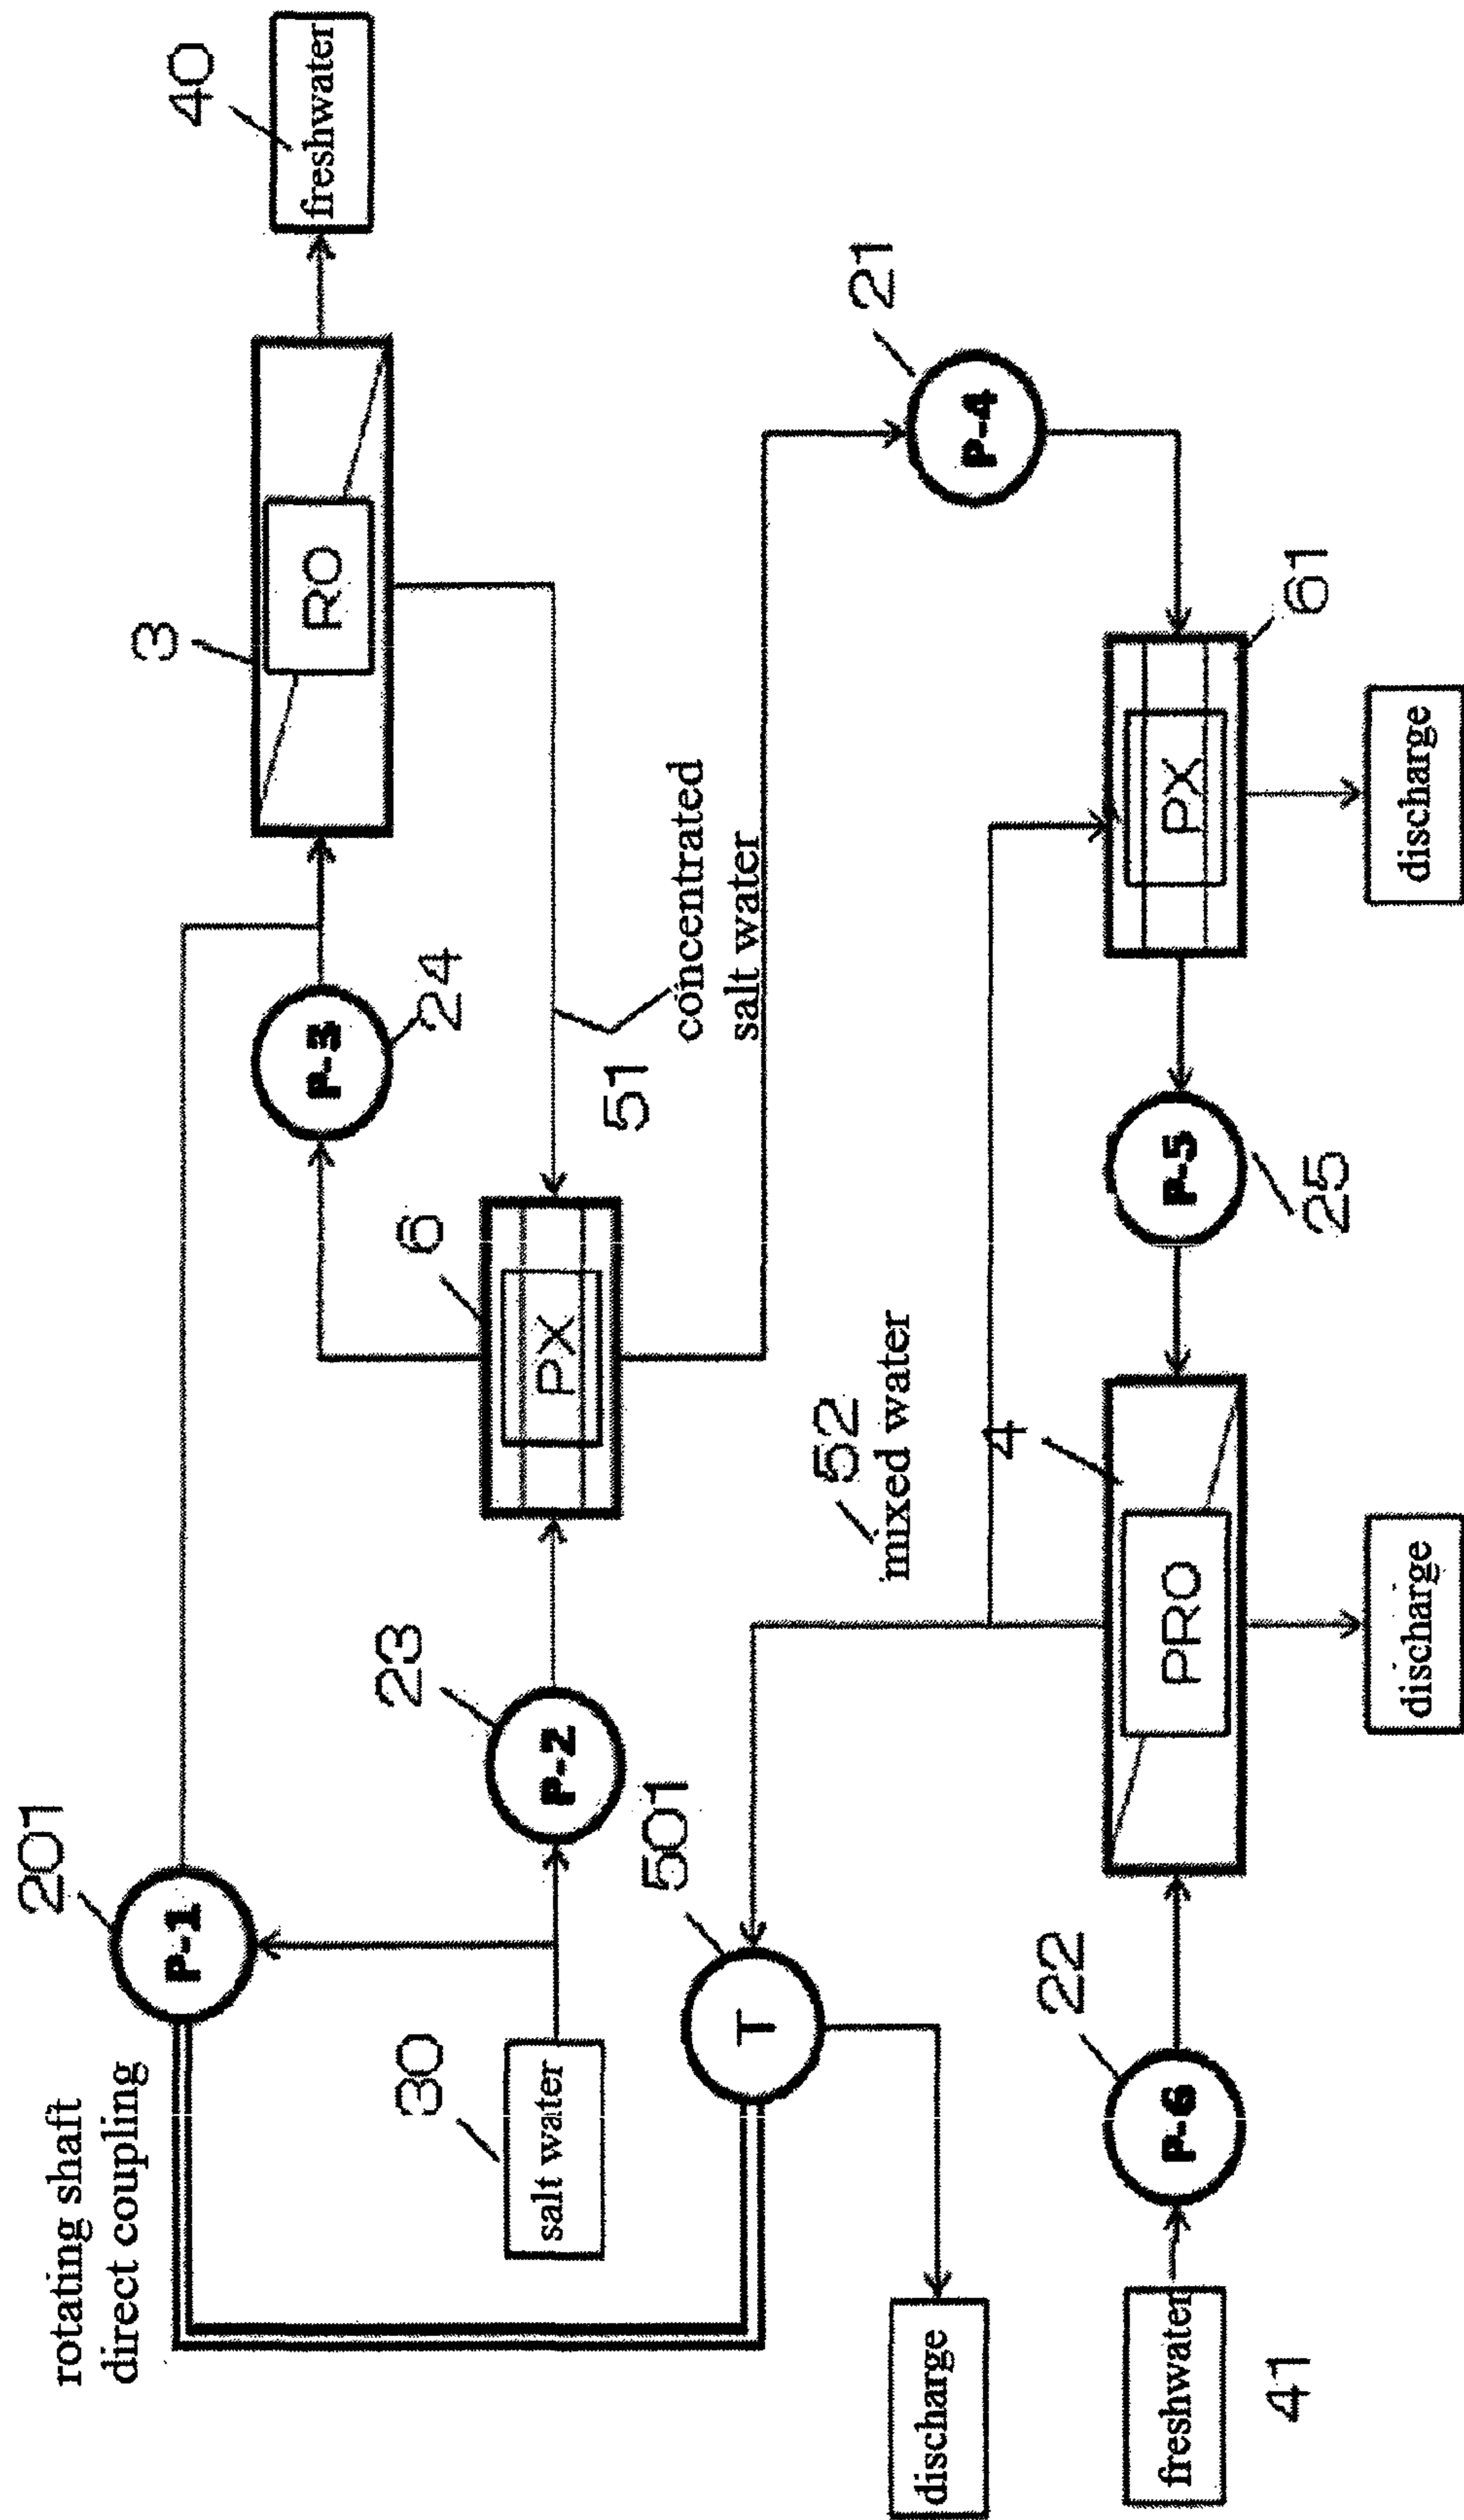 rotating shaft
direct coupling
201
P-1
40
freshwater
3
RO
24
P-3
30
salt water
23
P-2
6
PX
51
concentrated
salt water
501
T
52
mixed water
21
P-4
discharge
41
freshwater
22
P-6
4
PRO
25
P-5
61
PX
discharge
discharge